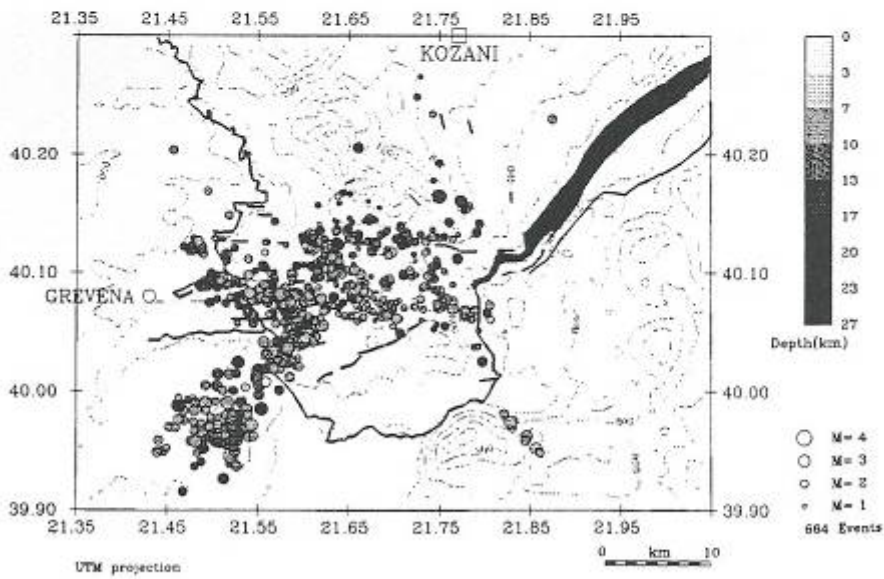 21.35 21.45 21.55 21.65 21.75 21.85 21.95
KOZANI
40.20 40.20
40.10 40.10
GREVENA
40.00 40.00
39.90 39.90
21.35 21.45 21.55 21.65 21.75 21.85 21.95
UTM projection
0 km 10
0
3
7
10
13
17
20
23
27
Depth(km)
M= 4
M= 3
M= 2
M= 1
664 Events